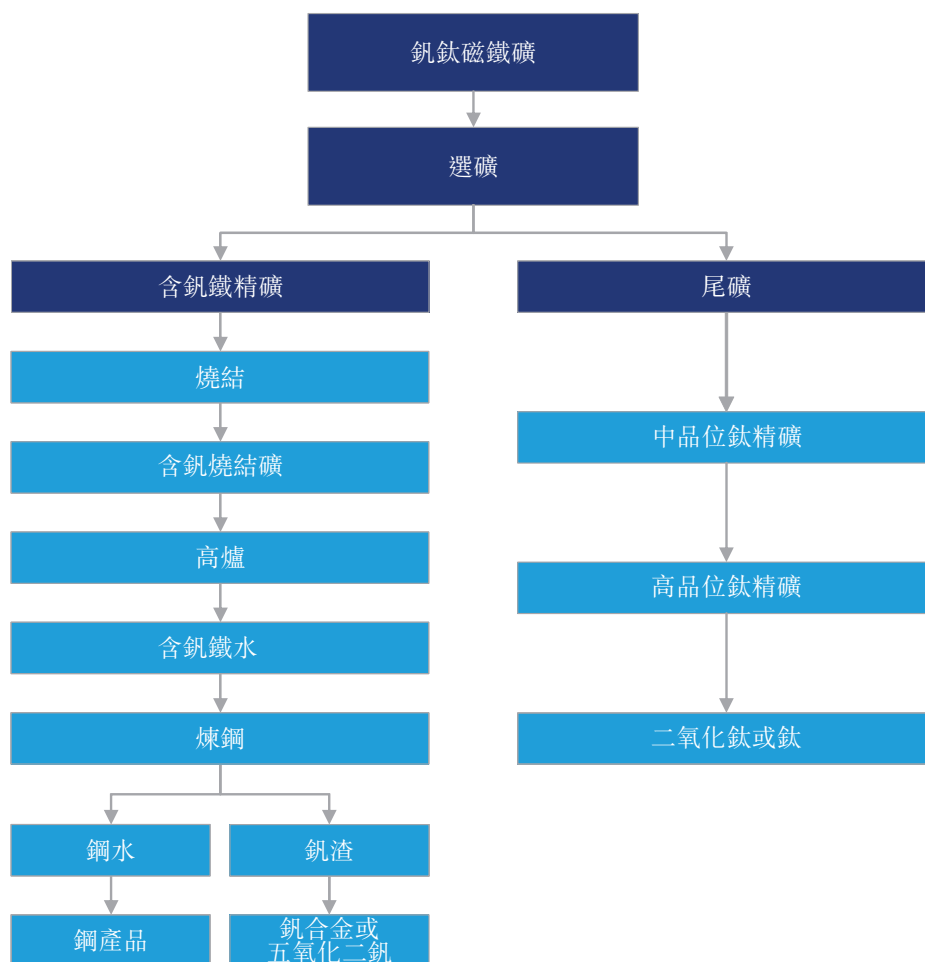 釩鈦磁鐵礦
選礦
含釩鐵精礦
尾礦
燒結
中品位鈦精礦
含釩燒結礦
高爐
高品位鈦精礦
含釩鐵水
煉鋼
二氧化鈦或鈦
鋼水
釩渣
鋼產品
釩合金或
五氧化二釩